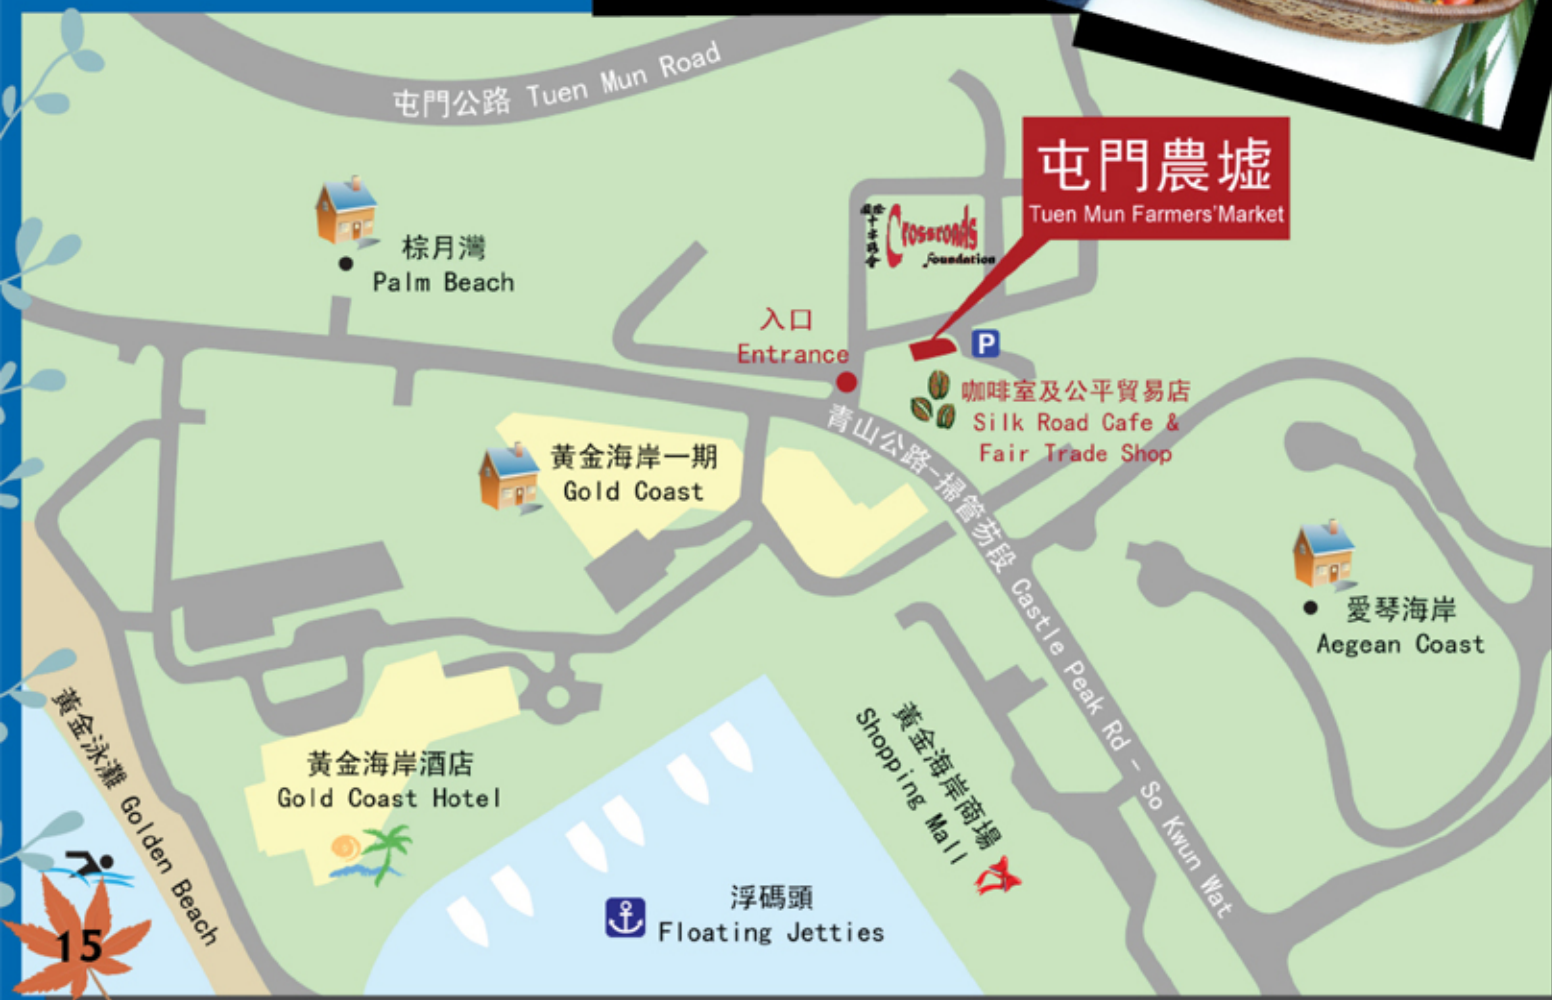 屯門公路 Tuen Mun Road
屯門農墟
Tuen Mun Farmers'Market
棕月灣
Palm Beach
Crossroads
foundation
入口
Entrance
P
咖啡室及公平貿易店
Silk Road Cafe &
Fair Trade Shop
青山公路-掃管笏段 Castle Peak Rd - So Kwun Wat
黃金海岸一期
Gold Coast
愛琴海岸
Aegean Coast
黃金泳灘 Golden Beach
黃金海岸酒店
Gold Coast Hotel
黃金海岸商場
Shopping Mall
浮碼頭
Floating Jetties
15